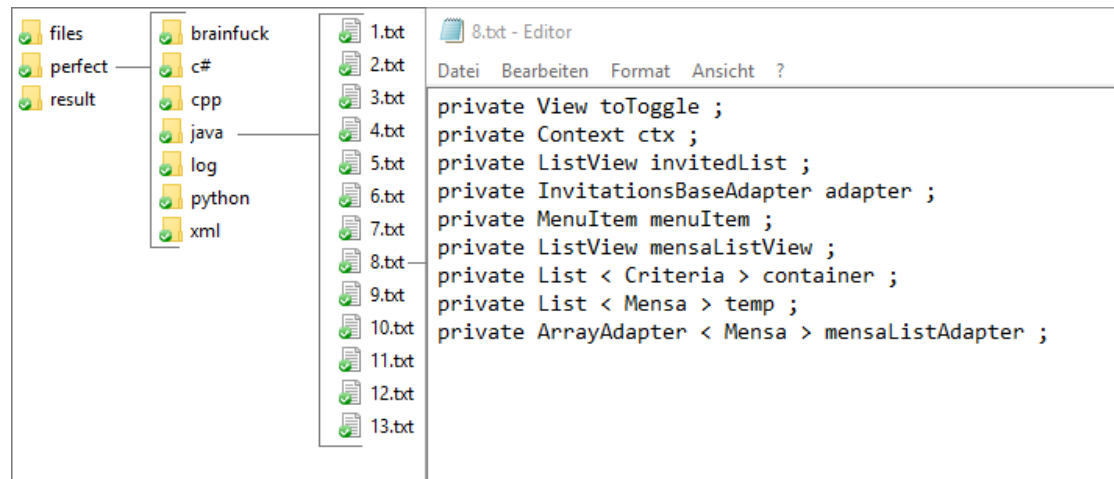 files
perfect
result
brainfuck
c#
cpp
java
log
python
xml
1.txt
2.txt
3.txt
4.txt
5.txt
6.txt
7.txt
8.txt
9.txt
10.txt
11.txt
12.txt
13.txt
8.txt - Editor
Datei Bearbeiten Format Ansicht ?
private View toToggle ;
private Context ctx ;
private ListView invitedList ;
private InvitationsBaseAdapter adapter ;
private MenuItem menuItem ;
private ListView mensaListView ;
private List < Criteria > container ;
private List < Mensa > temp ;
private ArrayAdapter < Mensa > mensaListAdapter ;